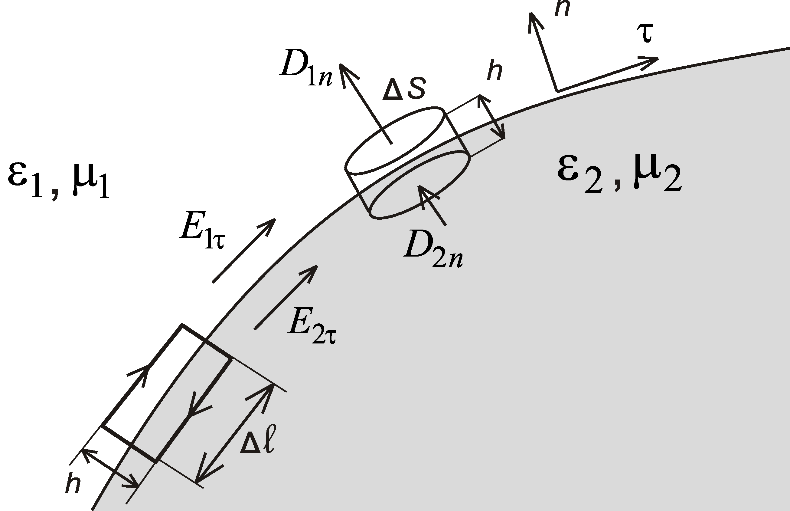 n
τ
D₁ₙ
ΔS
h
ε₁, μ₁
ε₂, μ₂
E₁τ
D₂ₙ
E₂τ
Δℓ
h